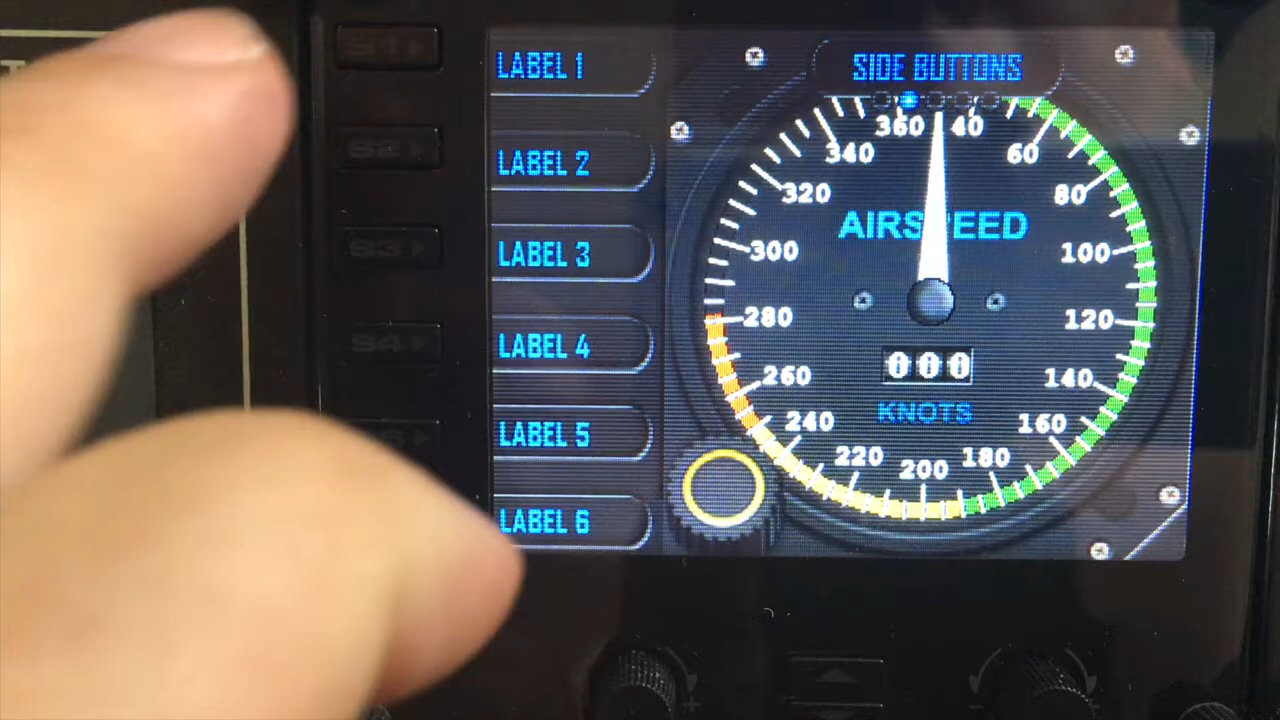 S1
S2
S3
S4
LABEL 1
LABEL 2
LABEL 3
LABEL 4
LABEL 5
LABEL 6
SIDE BUTTONS
360 40
340 60
320 80
AIRSPEED
300 100
280 120
000
260 140
KNOTS
240 160
220 200 180